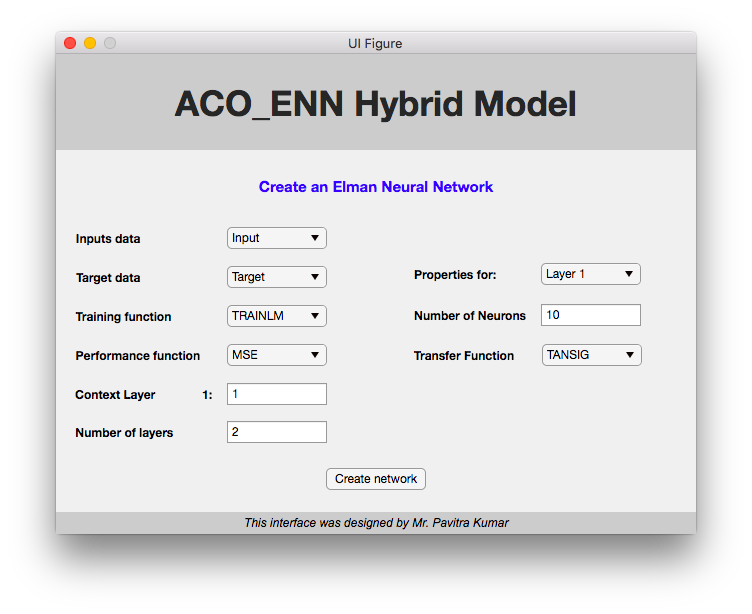 UI Figure
ACO_ENN Hybrid Model
Create an Elman Neural Network
Inputs data Input
Target data Target
Properties for: Layer 1
Training function TRAINLM
Number of Neurons 10
Performance function MSE
Transfer Function TANSIG
Context Layer 1: 1
Number of layers 2
Create network
This interface was designed by Mr. Pavitra Kumar